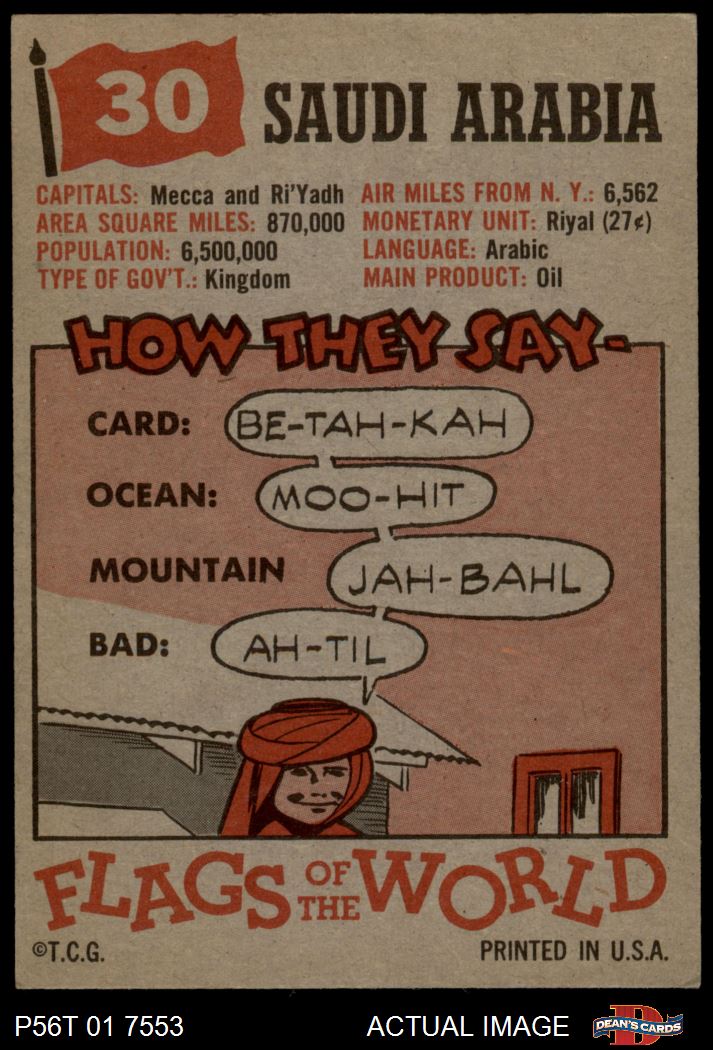 30 SAUDI ARABIA
CAPITALS: Mecca and Ri'Yadh AIR MILES FROM N. Y.: 6,562
AREA SQUARE MILES: 870,000 MONETARY UNIT: Riyal (27¢)
POPULATION: 6,500,000 LANGUAGE: Arabic
TYPE OF GOV'T.: Kingdom MAIN PRODUCT: Oil
HOW THEY SAY-
CARD: BE-TAH-KAH
OCEAN: MOO-HIT
MOUNTAIN JAH-BAHL
BAD: AH-TIL
FLAGS OF THE WORLD
©T.C.G. PRINTED IN U.S.A.
P56T 01 7553 ACTUAL IMAGE D DEAN'S CARDS